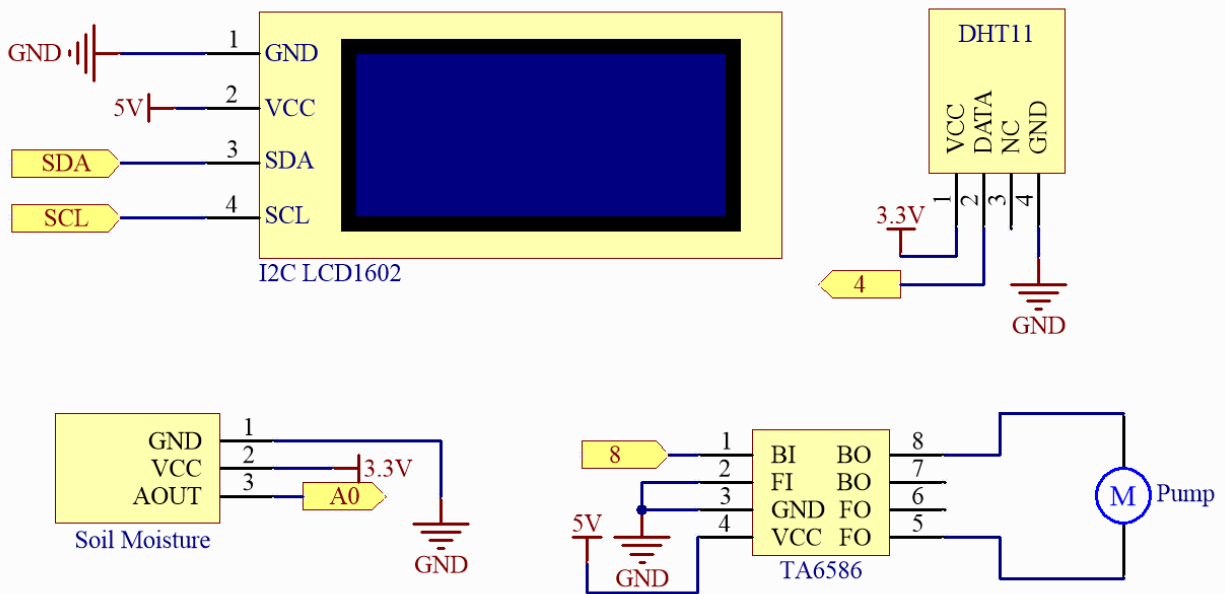 GND 1 GND
5V 2 VCC
SDA 3 SDA
SCL 4 SCL
I2C LCD1602
DHT11
VCC DATA NC GND
1 2 3 4
3.3V
4
GND
GND 1
VCC 2 3.3V
AOUT 3 A0
Soil Moisture
GND
8 1 BI BO 8
2 FI BO 7
3 GND FO 6
5V 4 VCC FO 5
GND
TA6586
M Pump